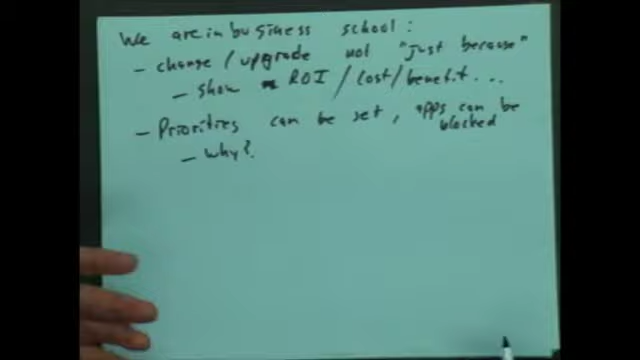 We are in business school:
- change / upgrade not "just because"
- show ROI / cost/benefit...
- Priorities can be set, apps can be blocked
- why?